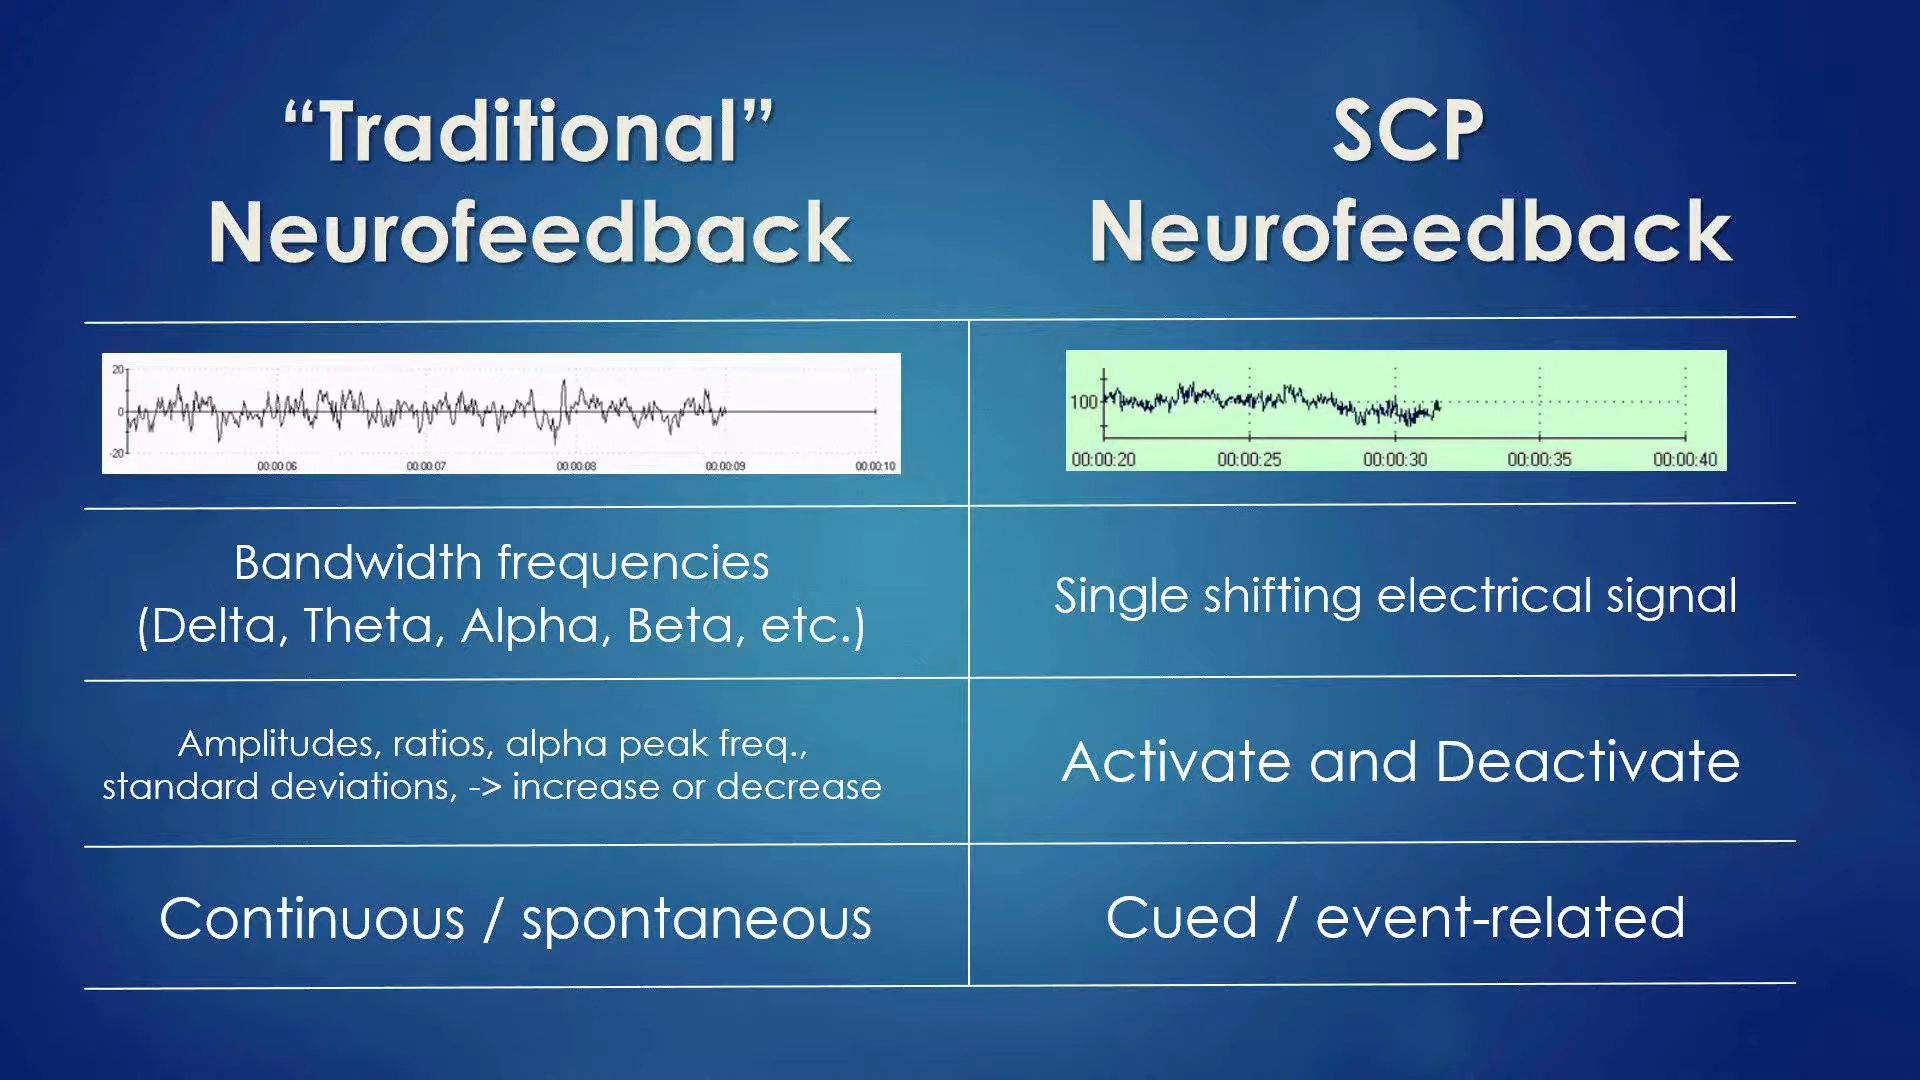 “Traditional”
Neurofeedback
SCP
Neurofeedback
20
0
-20
00:00:06 00:00:07 00:00:08 00:00:09 00:00:10
100
00:00:20 00:00:25 00:00:30 00:00:35 00:00:40
Bandwidth frequencies
(Delta, Theta, Alpha, Beta, etc.)
Single shifting electrical signal
Amplitudes, ratios, alpha peak freq.,
standard deviations, -> increase or decrease
Activate and Deactivate
Continuous / spontaneous
Cued / event-related